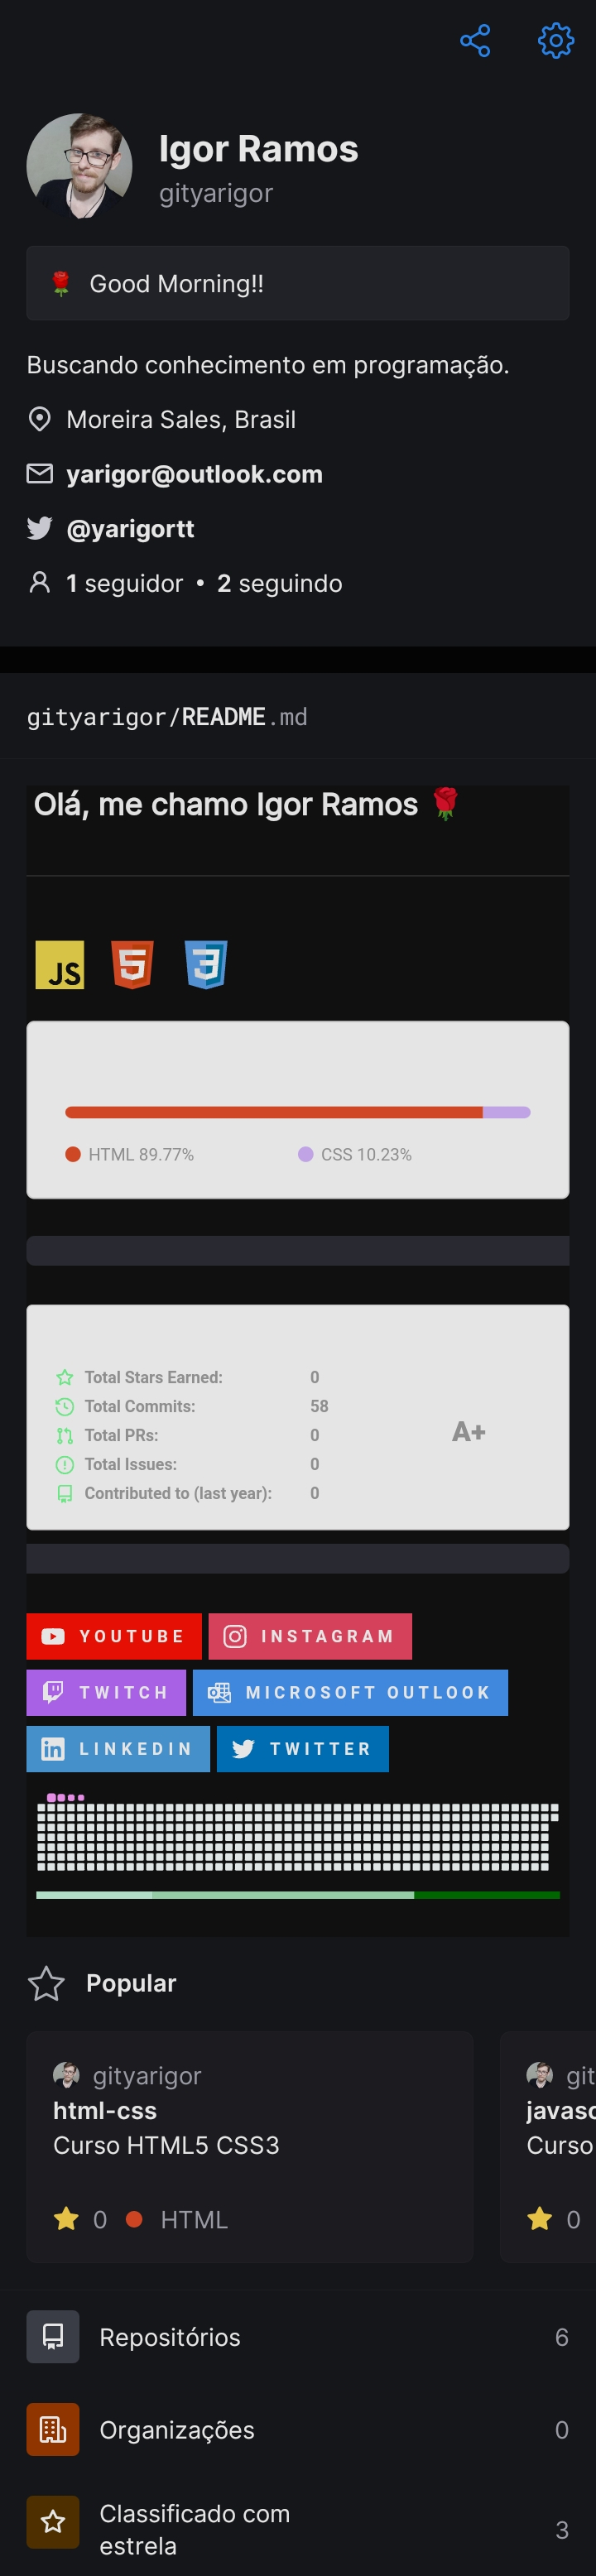 Igor Ramos
gityarigor
🌹 Good Morning!!
Buscando conhecimento em programação.
Moreira Sales, Brasil
yarigor@outlook.com
@yarigortt
1 seguidor • 2 seguindo
gityarigor/README.md
Olá, me chamo Igor Ramos 🌹
JS 5 3
HTML 89.77% CSS 10.23%
Total Stars Earned: 0
Total Commits: 58
A+
Total PRs: 0
Total Issues: 0
Contributed to (last year): 0
YOUTUBE INSTAGRAM
TWITCH MICROSOFT OUTLOOK
LINKEDIN TWITTER
Popular
gityarigor git
html-css javasc
Curso HTML5 CSS3 Curso
0 HTML 0
Repositórios 6
Organizações 0
Classificado com
estrela 3